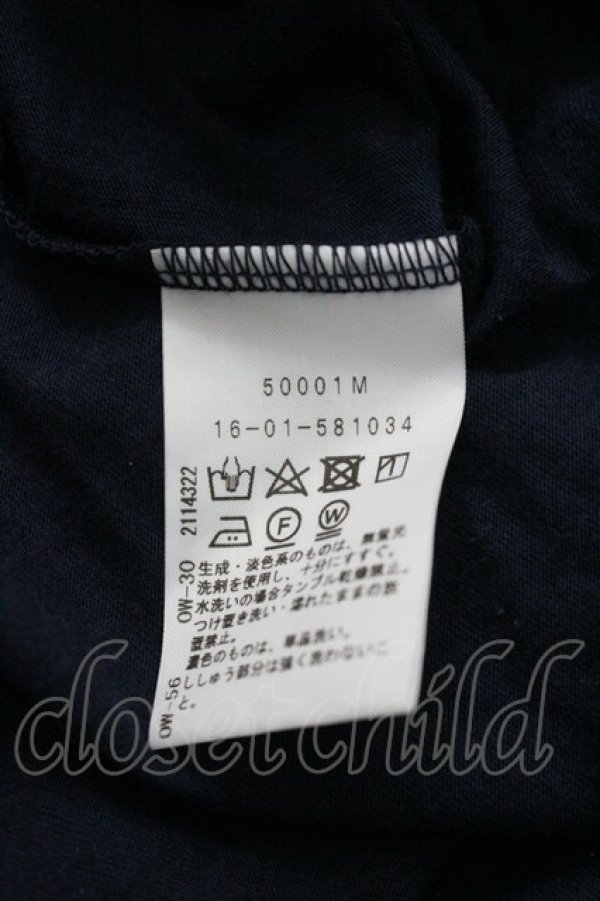 50001M
16-01-581034
2114322
OW-30
生成・淡色系のものは、無蛍光
洗剤を使用し、十分にすすぐ。
水洗いの場合タンブル乾燥禁止。
つけ置き洗い・濡れたままの放
置禁止。
濃色のものは、単品洗い。
OW-56
ししゅう部分は強く洗わないこ
と。
F
W
closetchild